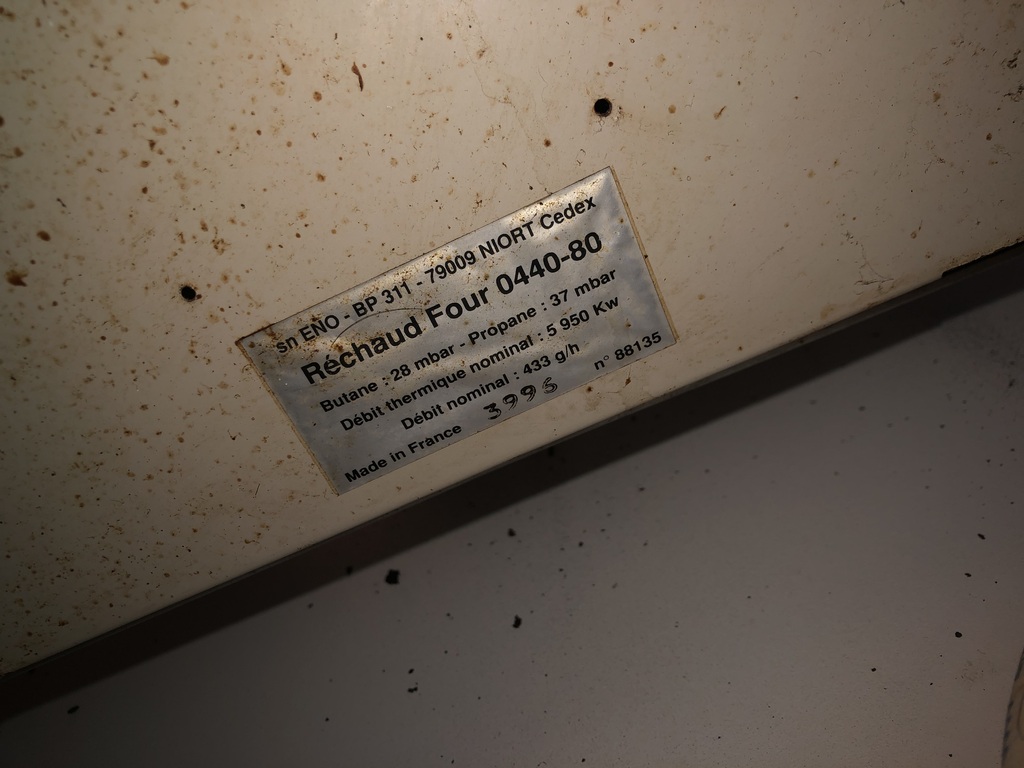 sn ENO - BP 311 - 79009 NIORT Cedex
Réchaud Four 0440-80
Butane : 28 mbar - Propane : 37 mbar
Débit thermique nominal : 5 950 Kw
Débit nominal : 433 g/h
Made in France 3996 n° 88135